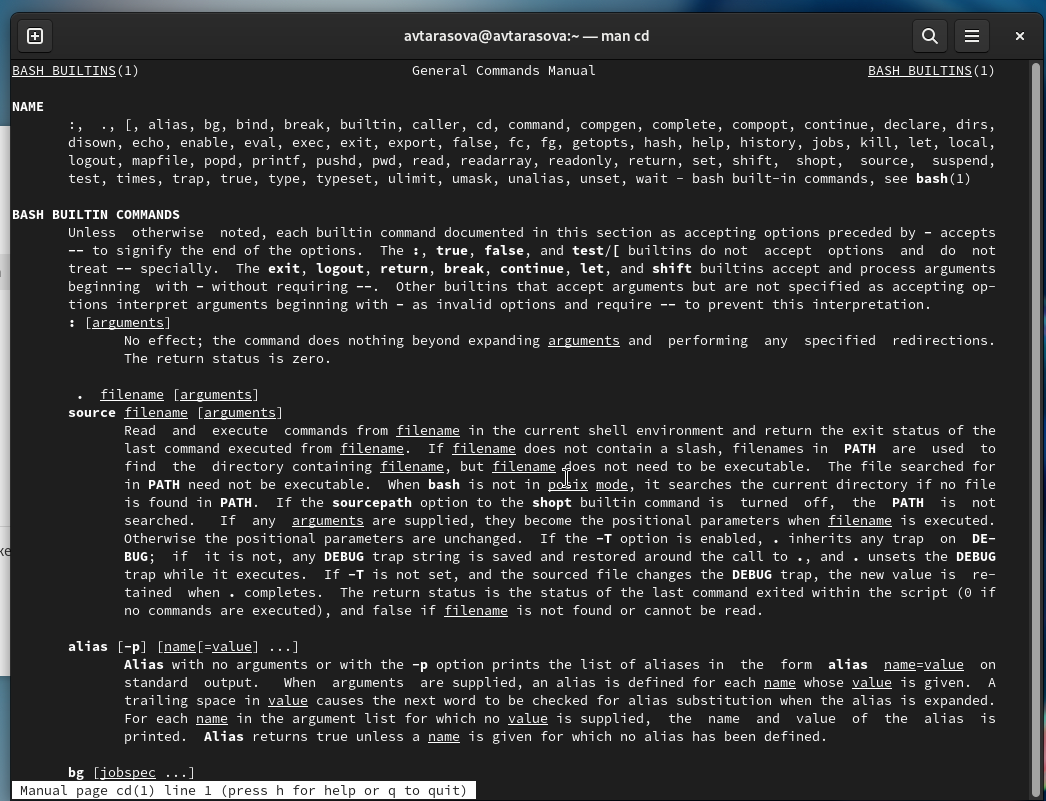 avtarasova@avtarasova:~ — man cd
BASH BUILTINS(1) General Commands Manual BASH BUILTINS(1)
NAME
:, ., [, alias, bg, bind, break, builtin, caller, cd, command, compgen, complete, compopt, continue, declare, dirs,
disown, echo, enable, eval, exec, exit, export, false, fc, fg, getopts, hash, help, history, jobs, kill, let, local,
logout, mapfile, popd, printf, pushd, pwd, read, readarray, readonly, return, set, shift, shopt, source, suspend,
test, times, trap, true, type, typeset, ulimit, umask, unalias, unset, wait - bash built-in commands, see bash(1)
BASH BUILTIN COMMANDS
Unless otherwise noted, each builtin command documented in this section as accepting options preceded by - accepts
-- to signify the end of the options. The :, true, false, and test/[ builtins do not accept options and do not
treat -- specially. The exit, logout, return, break, continue, let, and shift builtins accept and process arguments
beginning with - without requiring --. Other builtins that accept arguments but are not specified as accepting op-
tions interpret arguments beginning with - as invalid options and require -- to prevent this interpretation.
: [arguments]
No effect; the command does nothing beyond expanding arguments and performing any specified redirections.
The return status is zero.
. filename [arguments]
source filename [arguments]
Read and execute commands from filename in the current shell environment and return the exit status of the
last command executed from filename. If filename does not contain a slash, filenames in PATH are used to
find the directory containing filename, but filename does not need to be executable. The file searched for
in PATH need not be executable. When bash is not in posix mode, it searches the current directory if no file
is found in PATH. If the sourcepath option to the shopt builtin command is turned off, the PATH is not
searched. If any arguments are supplied, they become the positional parameters when filename is executed.
Otherwise the positional parameters are unchanged. If the -T option is enabled, . inherits any trap on DE-
BUG; if it is not, any DEBUG trap string is saved and restored around the call to ., and . unsets the DEBUG
trap while it executes. If -T is not set, and the sourced file changes the DEBUG trap, the new value is re-
tained when . completes. The return status is the status of the last command exited within the script (0 if
no commands are executed), and false if filename is not found or cannot be read.
alias [-p] [name[=value] ...]
Alias with no arguments or with the -p option prints the list of aliases in the form alias name=value on
standard output. When arguments are supplied, an alias is defined for each name whose value is given. A
trailing space in value causes the next word to be checked for alias substitution when the alias is expanded.
For each name in the argument list for which no value is supplied, the name and value of the alias is
printed. Alias returns true unless a name is given for which no alias has been defined.
bg [jobspec ...]
Manual page cd(1) line 1 (press h for help or q to quit)